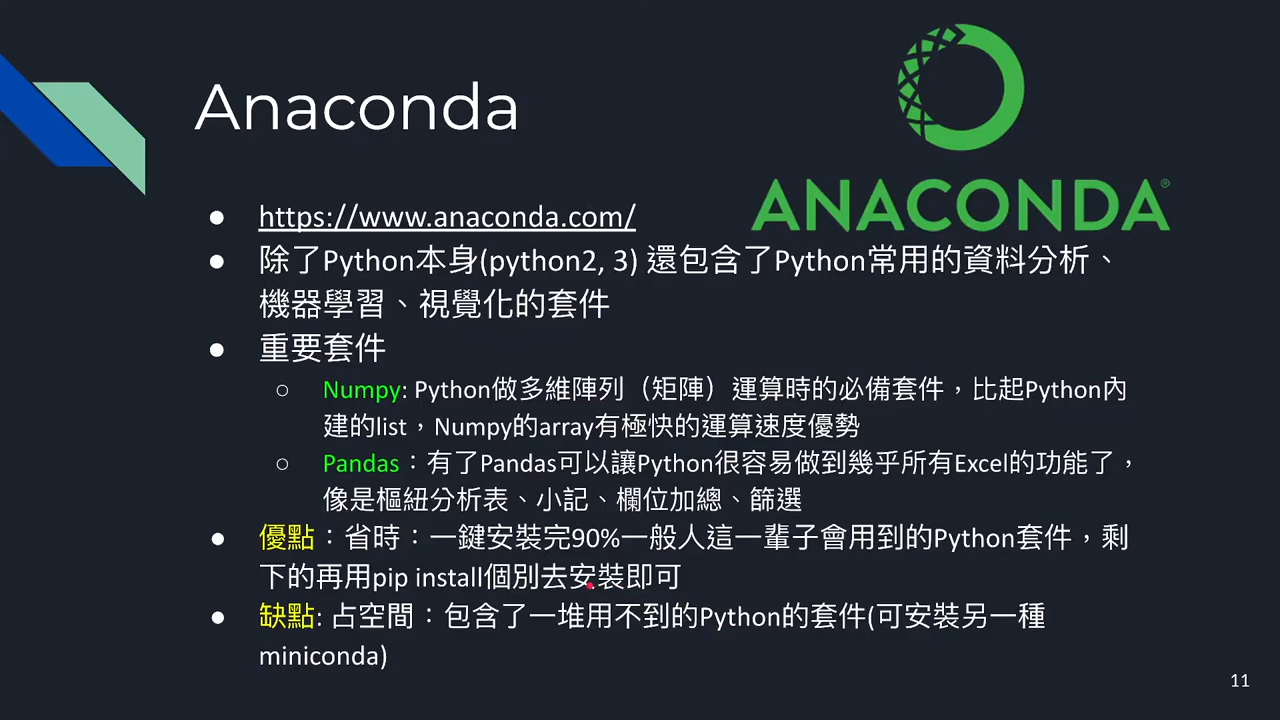 Anaconda
ANACONDA®
● https://www.anaconda.com/
● 除了Python本身(python2, 3) 還包含了Python常用的資料分析、
機器學習、視覺化的套件
● 重要套件
○ Numpy: Python做多維陣列（矩陣）運算時的必備套件，比起Python內
建的list，Numpy的array有極快的運算速度優勢
○ Pandas：有了Pandas可以讓Python很容易做到幾乎所有Excel的功能了，
像是樞紐分析表、小記、欄位加總、篩選
● 優點：省時：一鍵安裝完90%一般人這一輩子會用到的Python套件，剩
下的再用pip install個別去安裝即可
● 缺點: 占空間：包含了一堆用不到的Python的套件(可安裝另一種
miniconda)
11